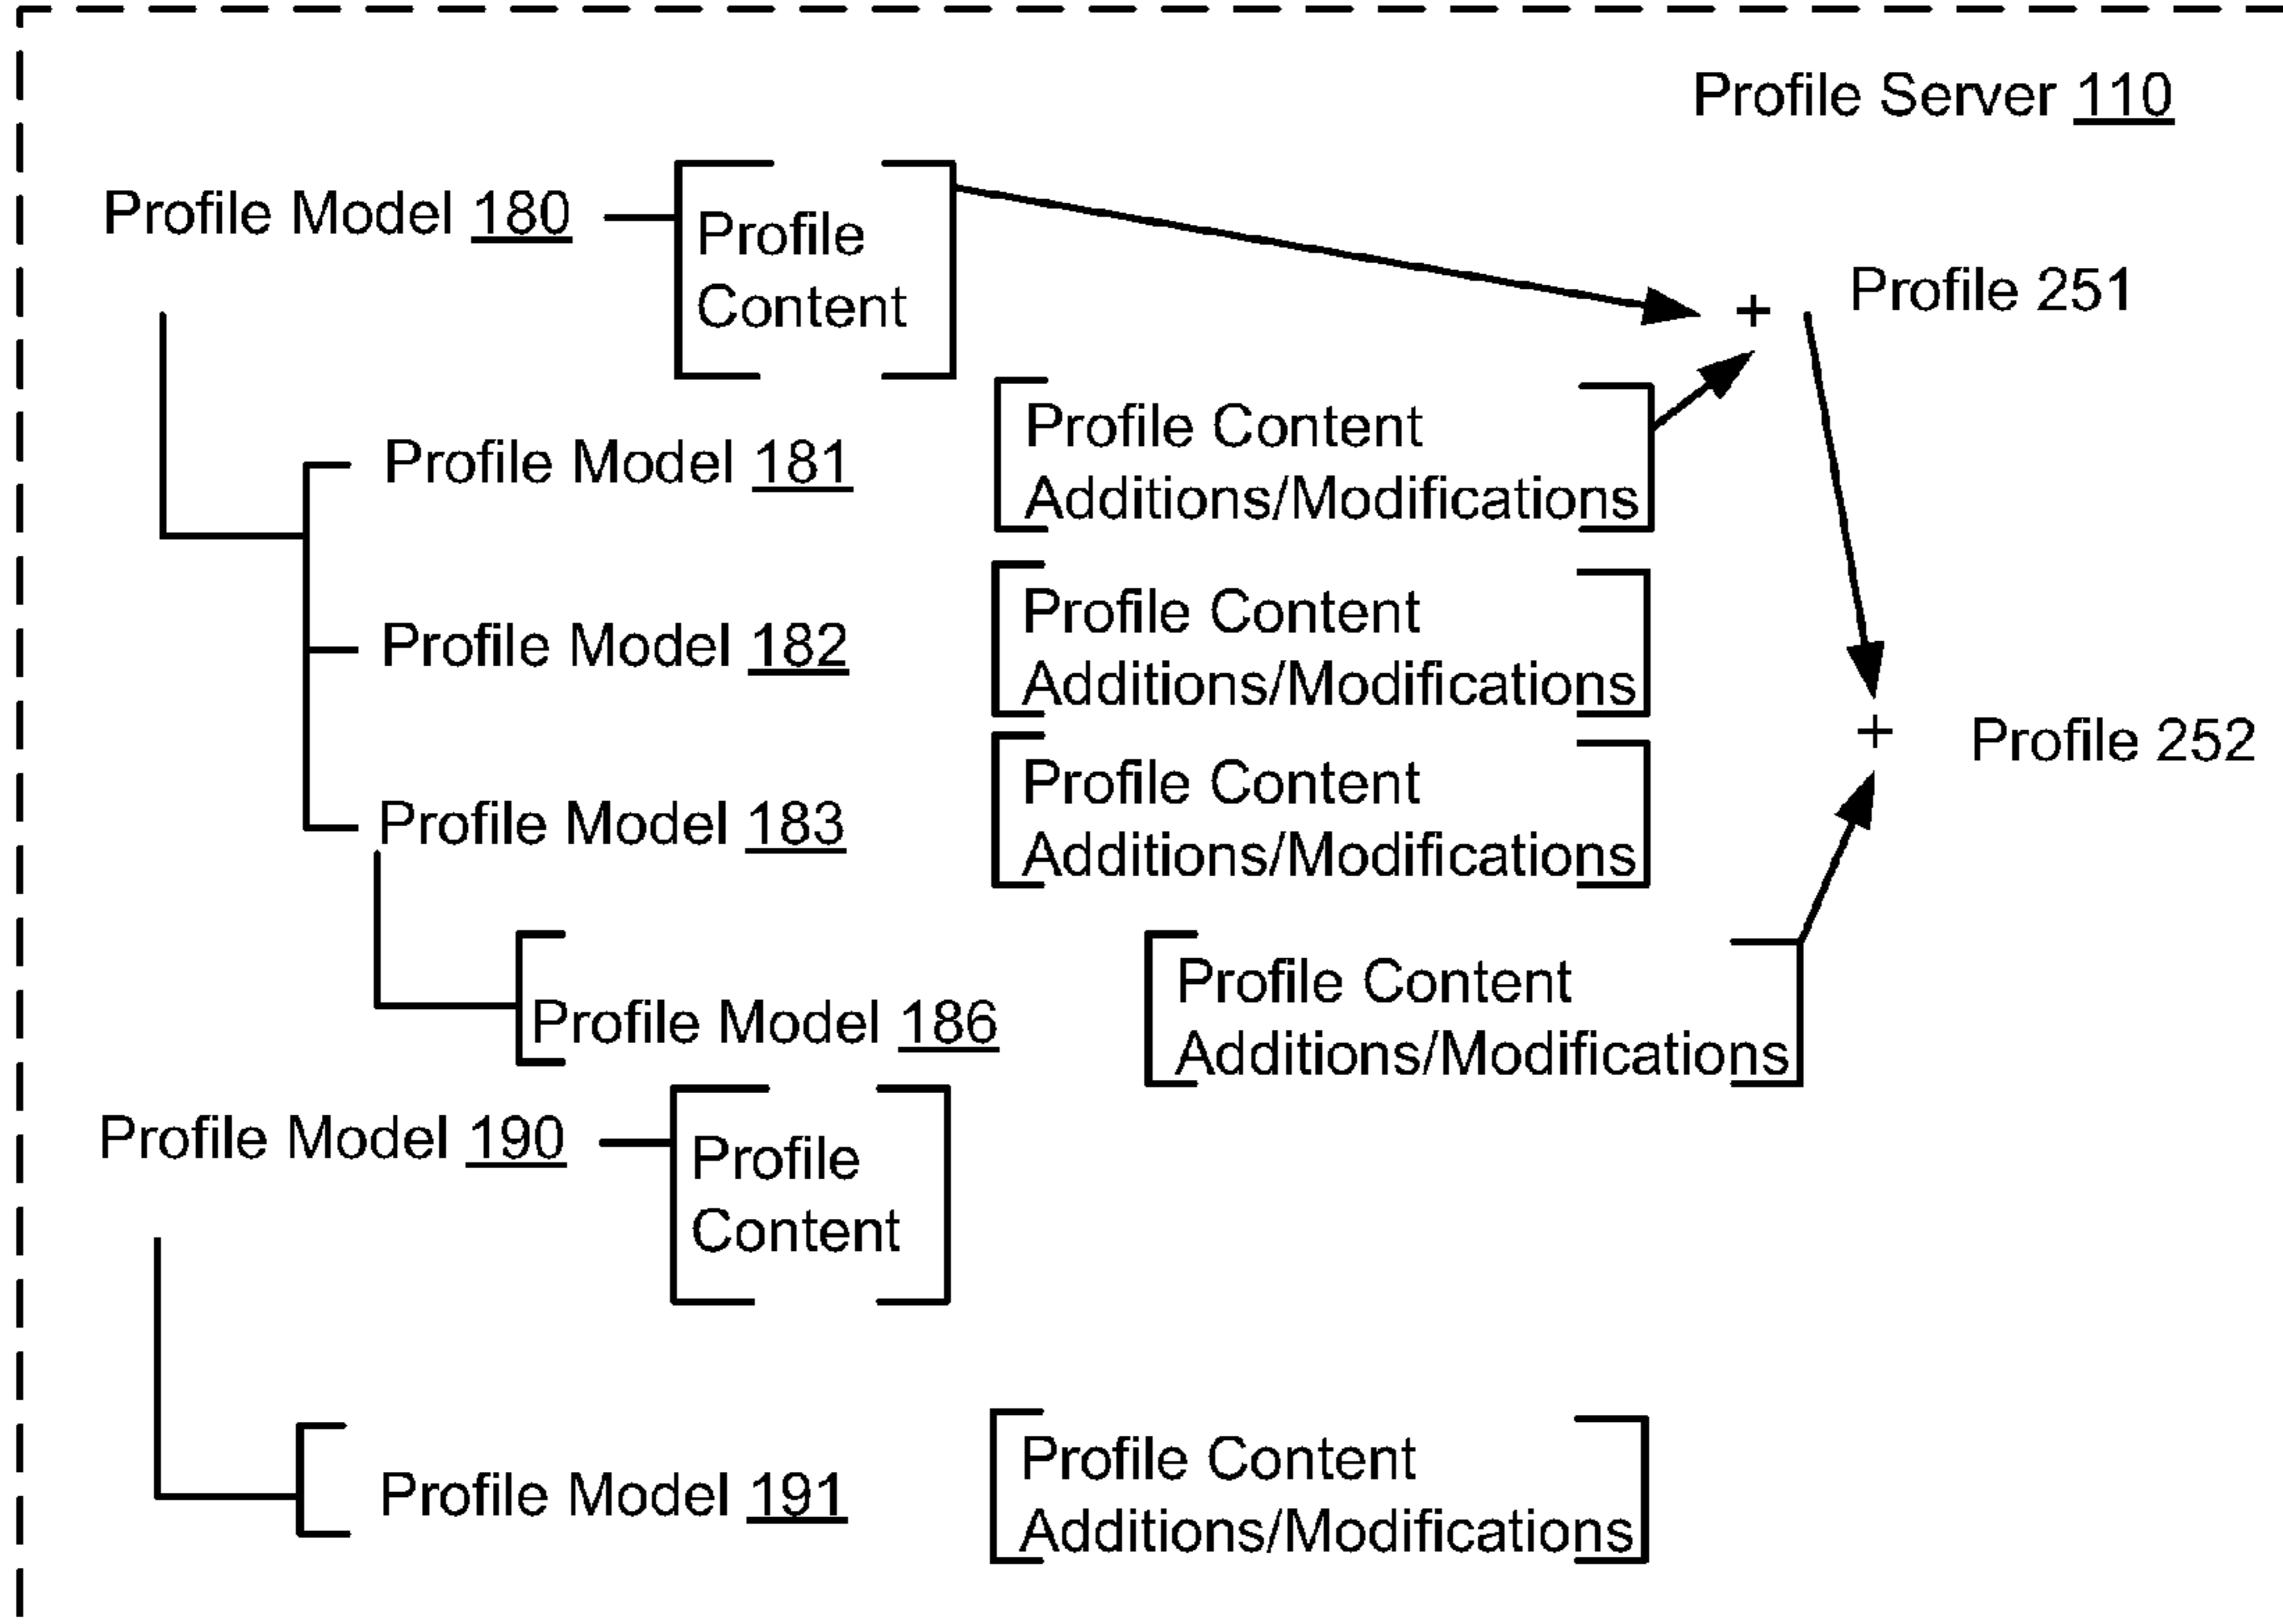 Profile Server 110
Profile Model 180
Profile
Content
+
Profile 251
Profile Model 181
Profile Content
Additions/Modifications
Profile Model 182
Profile Content
Additions/Modifications
+
Profile 252
Profile Model 183
Profile Content
Additions/Modifications
Profile Model 186
Profile Content
Additions/Modifications
Profile Model 190
Profile
Content
Profile Model 191
Profile Content
Additions/Modifications